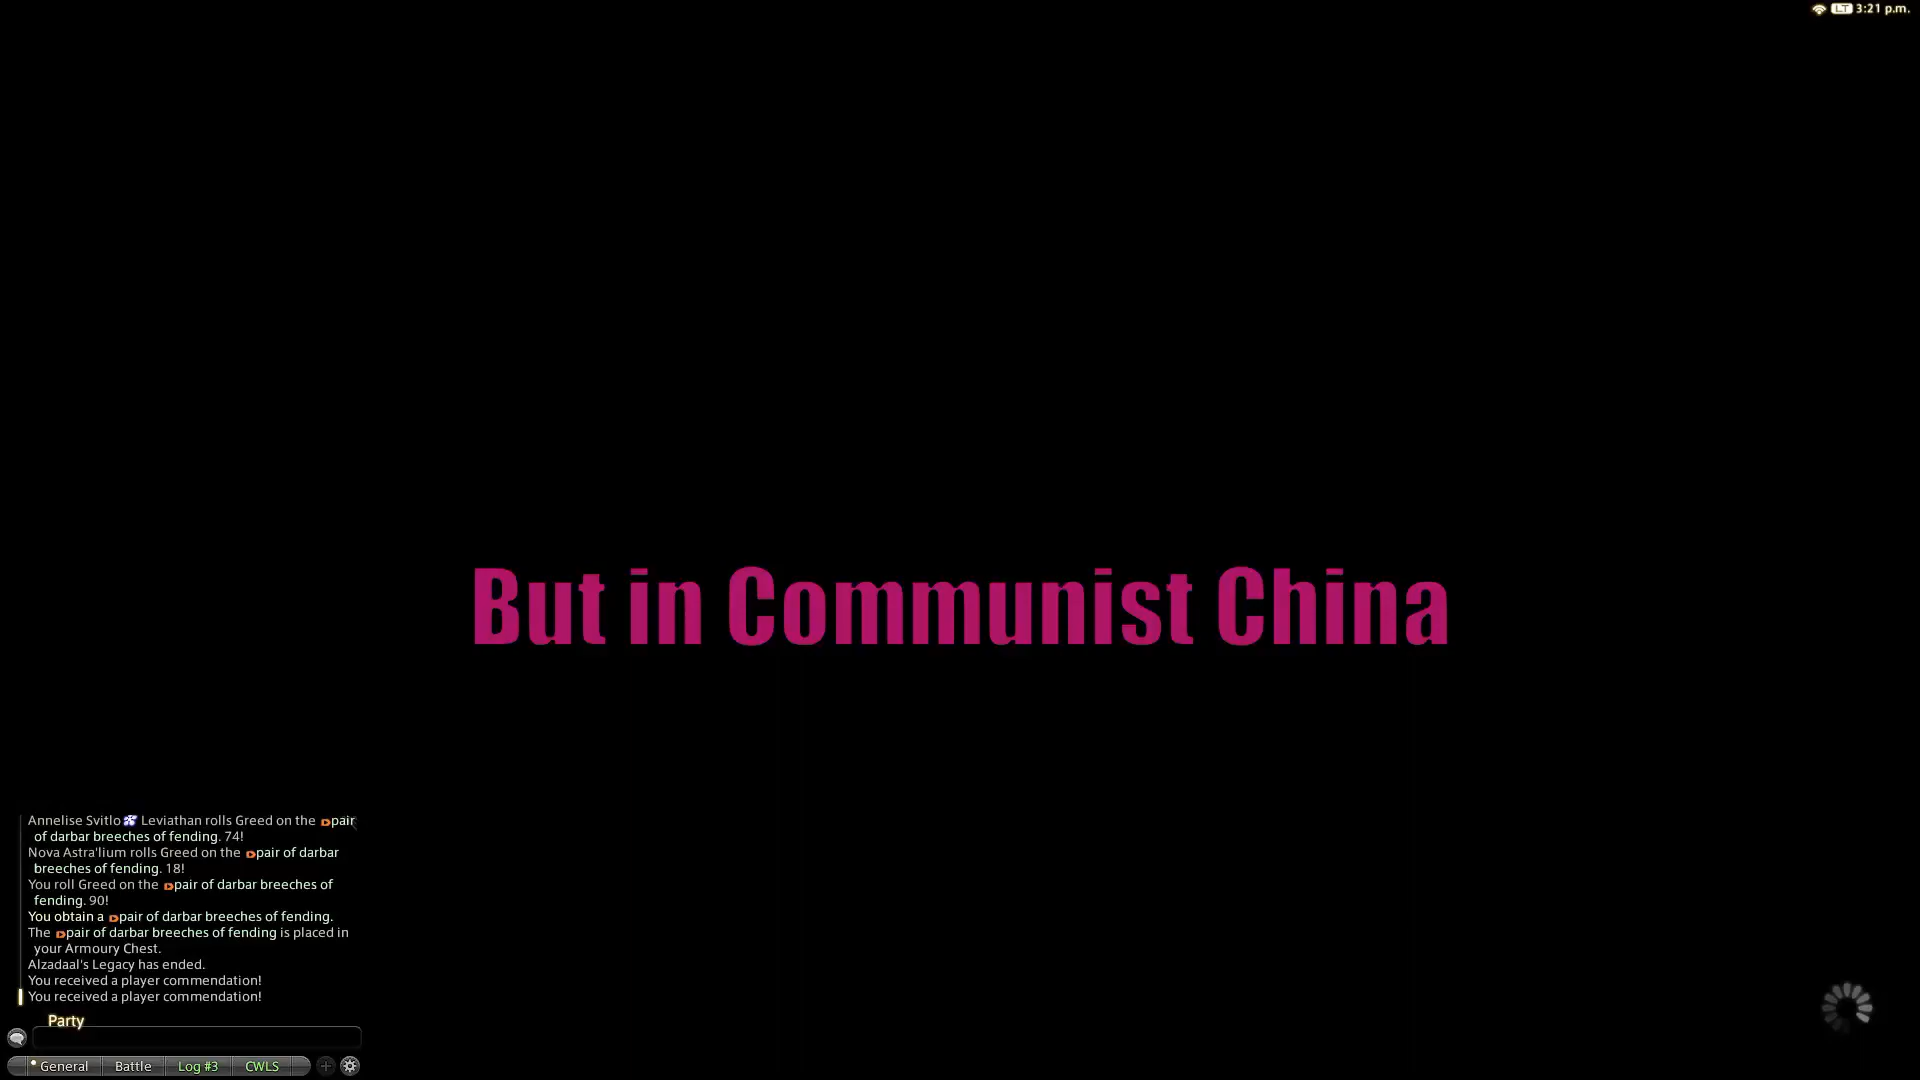 LT 3:21 p.m.
But in Communist China
Annelise Svitlo Leviathan rolls Greed on the pair
of darbar breeches of fending. 74!
Nova Astra'lium rolls Greed on the pair of darbar
breeches of fending. 18!
You roll Greed on the pair of darbar breeches of
fending. 90!
You obtain a pair of darbar breeches of fending.
The pair of darbar breeches of fending is placed in
your Armoury Chest.
Alzadaal's Legacy has ended.
You received a player commendation!
You received a player commendation!
Party
General Battle Log #3 CWLS